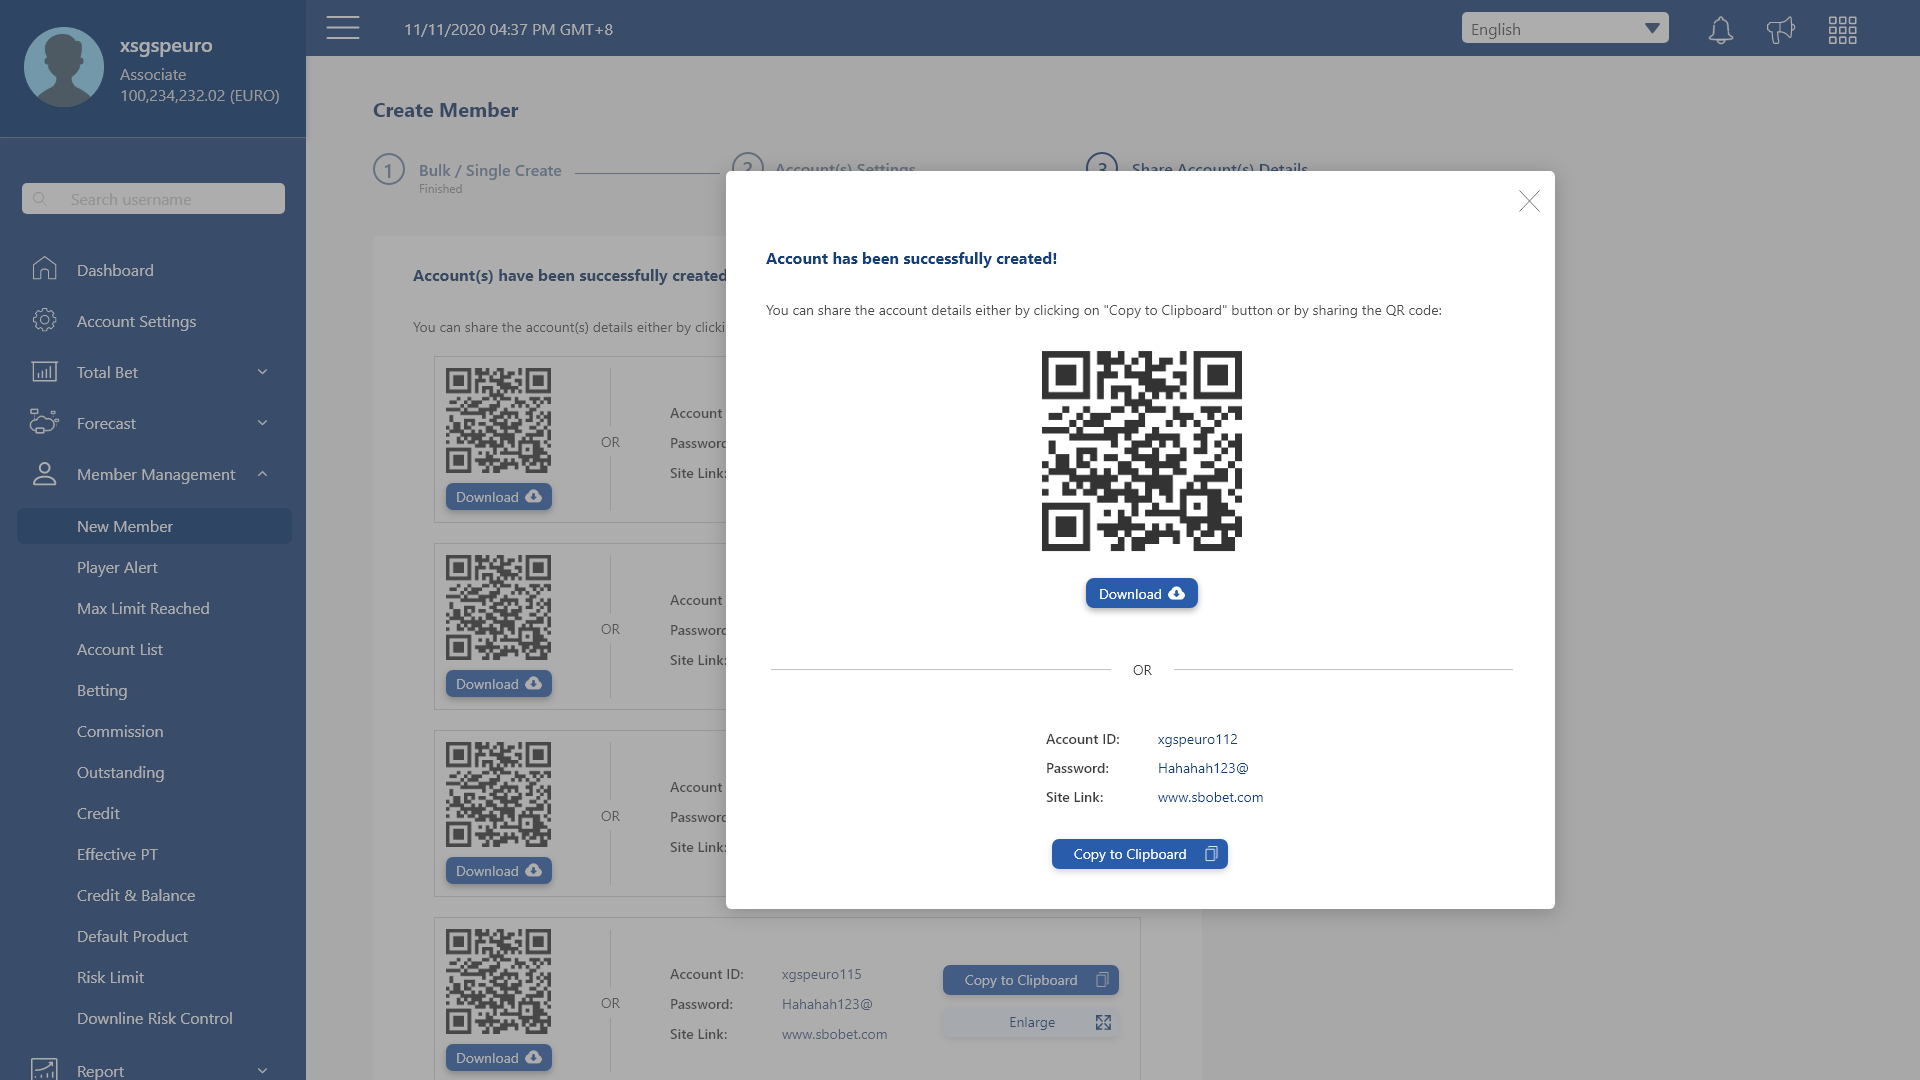 xsgspeuro
Associate
100,234,232.02 (EURO)
Search username
Dashboard
Account Settings
Total Bet
Forecast
Member Management
New Member
Player Alert
Max Limit Reached
Account List
Betting
Commission
Outstanding
Credit
Effective PT
Credit & Balance
Default Product
Risk Limit
Downline Risk Control
Report
11/11/2020 04:37 PM GMT+8
English
Create Member
1 Bulk / Single Create
Finished
2 Account(s) Settings
3 Share Account(s) Details
Account(s) have been successfully created
You can share the account(s) details either by clicki
Download
OR
Account
Password
Site Link:
Download
OR
Account
Password
Site Link:
Download
OR
Account
Password
Site Link:
Download
OR
Account ID: xgspeuro115
Password: Hahahah123@
Site Link: www.sbobet.com
Copy to Clipboard
Enlarge
Account has been successfully created!
You can share the account details either by clicking on "Copy to Clipboard" button or by sharing the QR code:
Download
OR
Account ID: xgspeuro112
Password: Hahahah123@
Site Link: www.sbobet.com
Copy to Clipboard